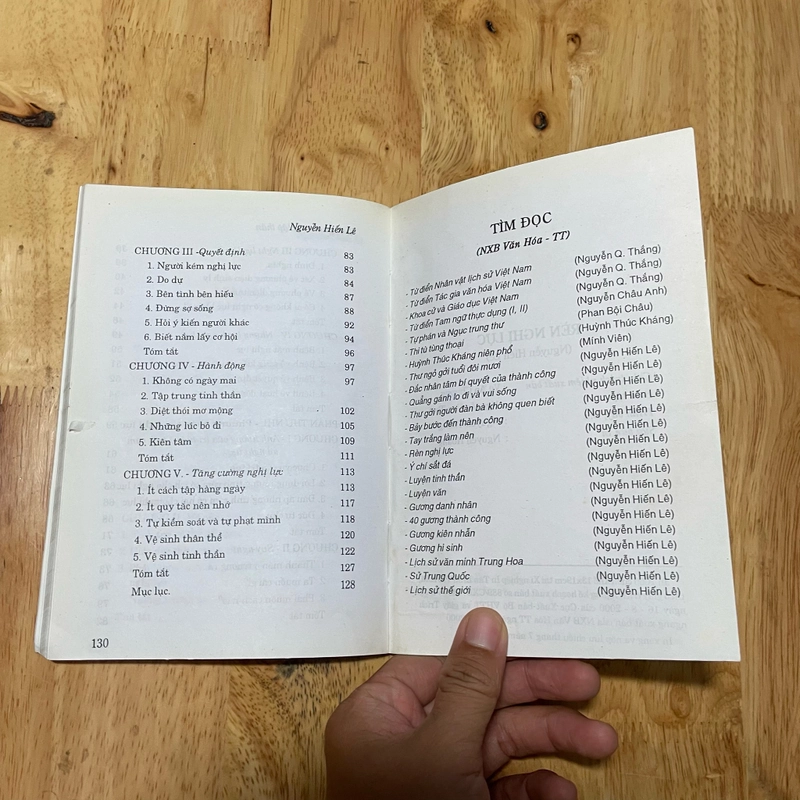 Nguyễn Hiến Lê
CHƯƠNG III -Quyết định 83
1. Người kém nghị lực 83
2. Do dự 84
3. Bên tình bên hiếu 87
4. Đừng sợ sống 88
5. Hỏi ý kiến người khác 92
6. Biết nắm lấy cơ hội 94
Tóm tắt 96
CHƯƠNG IV - Hành động 97
1. Không có ngày mai 97
2. Tập trung tinh thần
3. Diệt thói mơ mộng 102
4. Những lúc bỏ đi 105
5. Kiên tâm 109
Tóm tắt 111
CHƯƠNG V. - Tăng cường nghị lực 113
1. Ít cách tập hàng ngày 113
2. Ít quy tắc nên nhớ 117
3. Tự kiểm soát và tự phạt mình 118
4. Vệ sinh thân thể 120
5. Vệ sinh tinh thần 122
Tóm tắt 127
Mục lục. 128
130
TÌM ĐỌC
(NXB Văn Hóa - TT)
- Từ điển Nhân vật lịch sử Việt Nam (Nguyễn Q. Thắng)
- Từ điển Tác gia văn hóa Việt Nam (Nguyễn Q. Thắng)
- Khoa cử và Giáo dục Việt Nam (Nguyễn Q. Thắng)
- Từ điển Tam ngữ thực dụng (I, II) (Nguyễn Châu Anh)
- Tự phán và Ngục trung thư (Phan Bội Châu)
- Thi tù tùng thoại (Huỳnh Thúc Kháng)
- Huỳnh Thúc Kháng niên phổ (Mính Viên)
- Thư ngỏ gởi tuổi đôi mươi (Nguyễn Hiến Lê)
- Đắc nhân tâm bí quyết của thành công (Nguyễn Hiến Lê)
- Quẳng gánh lo đi và vui sống (Nguyễn Hiến Lê)
- Thư gởi người đàn bà không quen biết (Nguyễn Hiến Lê)
- Bảy bước đến thành công (Nguyễn Hiến Lê)
- Tay trắng làm nên (Nguyễn Hiến Lê)
- Rèn nghị lực (Nguyễn Hiến Lê)
- Ý chí sắt đá (Nguyễn Hiến Lê)
- Luyện tinh thần (Nguyễn Hiến Lê)
- Luyện văn (Nguyễn Hiến Lê)
- Gương danh nhân (Nguyễn Hiến Lê)
- 40 gương thành công (Nguyễn Hiến Lê)
- Gương kiên nhẫn (Nguyễn Hiến Lê)
- Gương hi sinh (Nguyễn Hiến Lê)
- Lịch sử văn minh Trung Hoa (Nguyễn Hiến Lê)
- Sử Trung Quốc (Nguyễn Hiến Lê)
- Lịch sử thế giới (Nguyễn Hiến Lê)